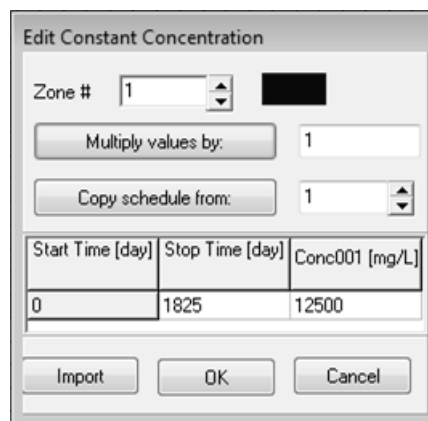 Edit Constant Concentration
Zone # 1
Multiply values by: 1
Copy schedule from: 1
Start Time [day] Stop Time [day] Conc001 [mg/L]
0 1825 12500
Import OK Cancel